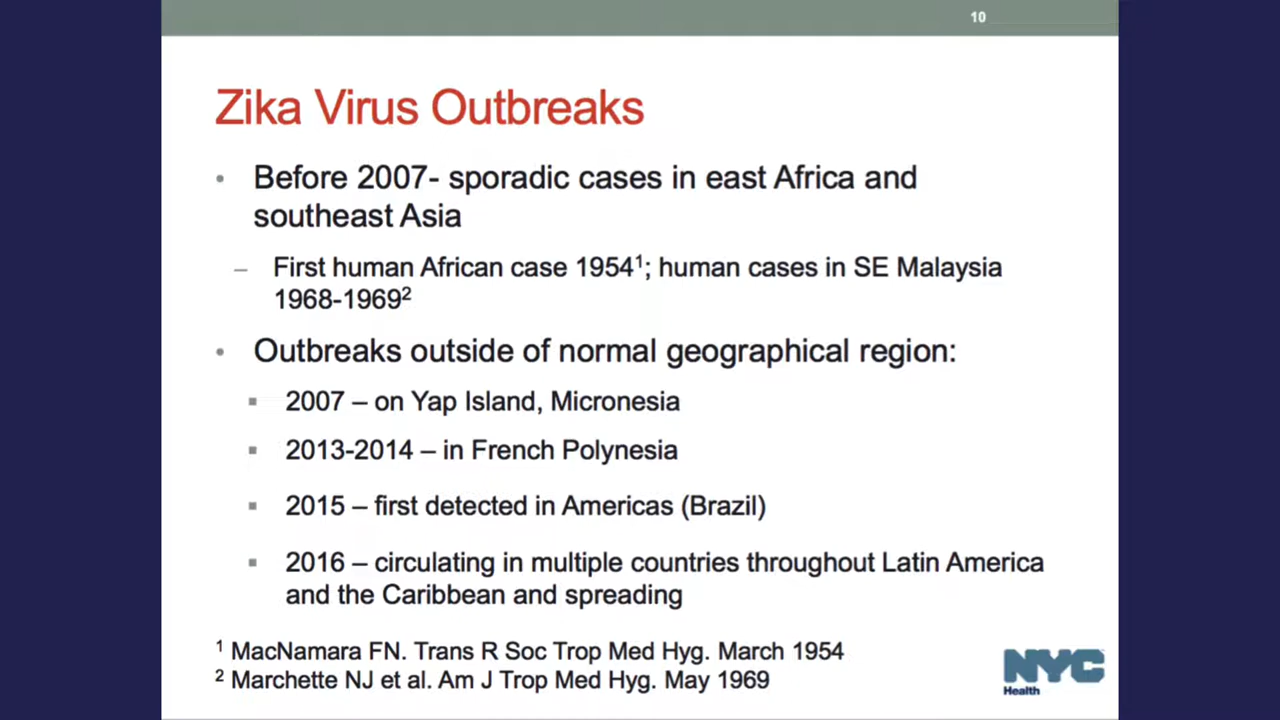 10
Zika Virus Outbreaks
• Before 2007- sporadic cases in east Africa and
southeast Asia
– First human African case 1954¹; human cases in SE Malaysia
1968-1969²
• Outbreaks outside of normal geographical region:
▪ 2007 – on Yap Island, Micronesia
▪ 2013-2014 – in French Polynesia
▪ 2015 – first detected in Americas (Brazil)
▪ 2016 – circulating in multiple countries throughout Latin America
and the Caribbean and spreading
¹ MacNamara FN. Trans R Soc Trop Med Hyg. March 1954
² Marchette NJ et al. Am J Trop Med Hyg. May 1969
NYC
Health